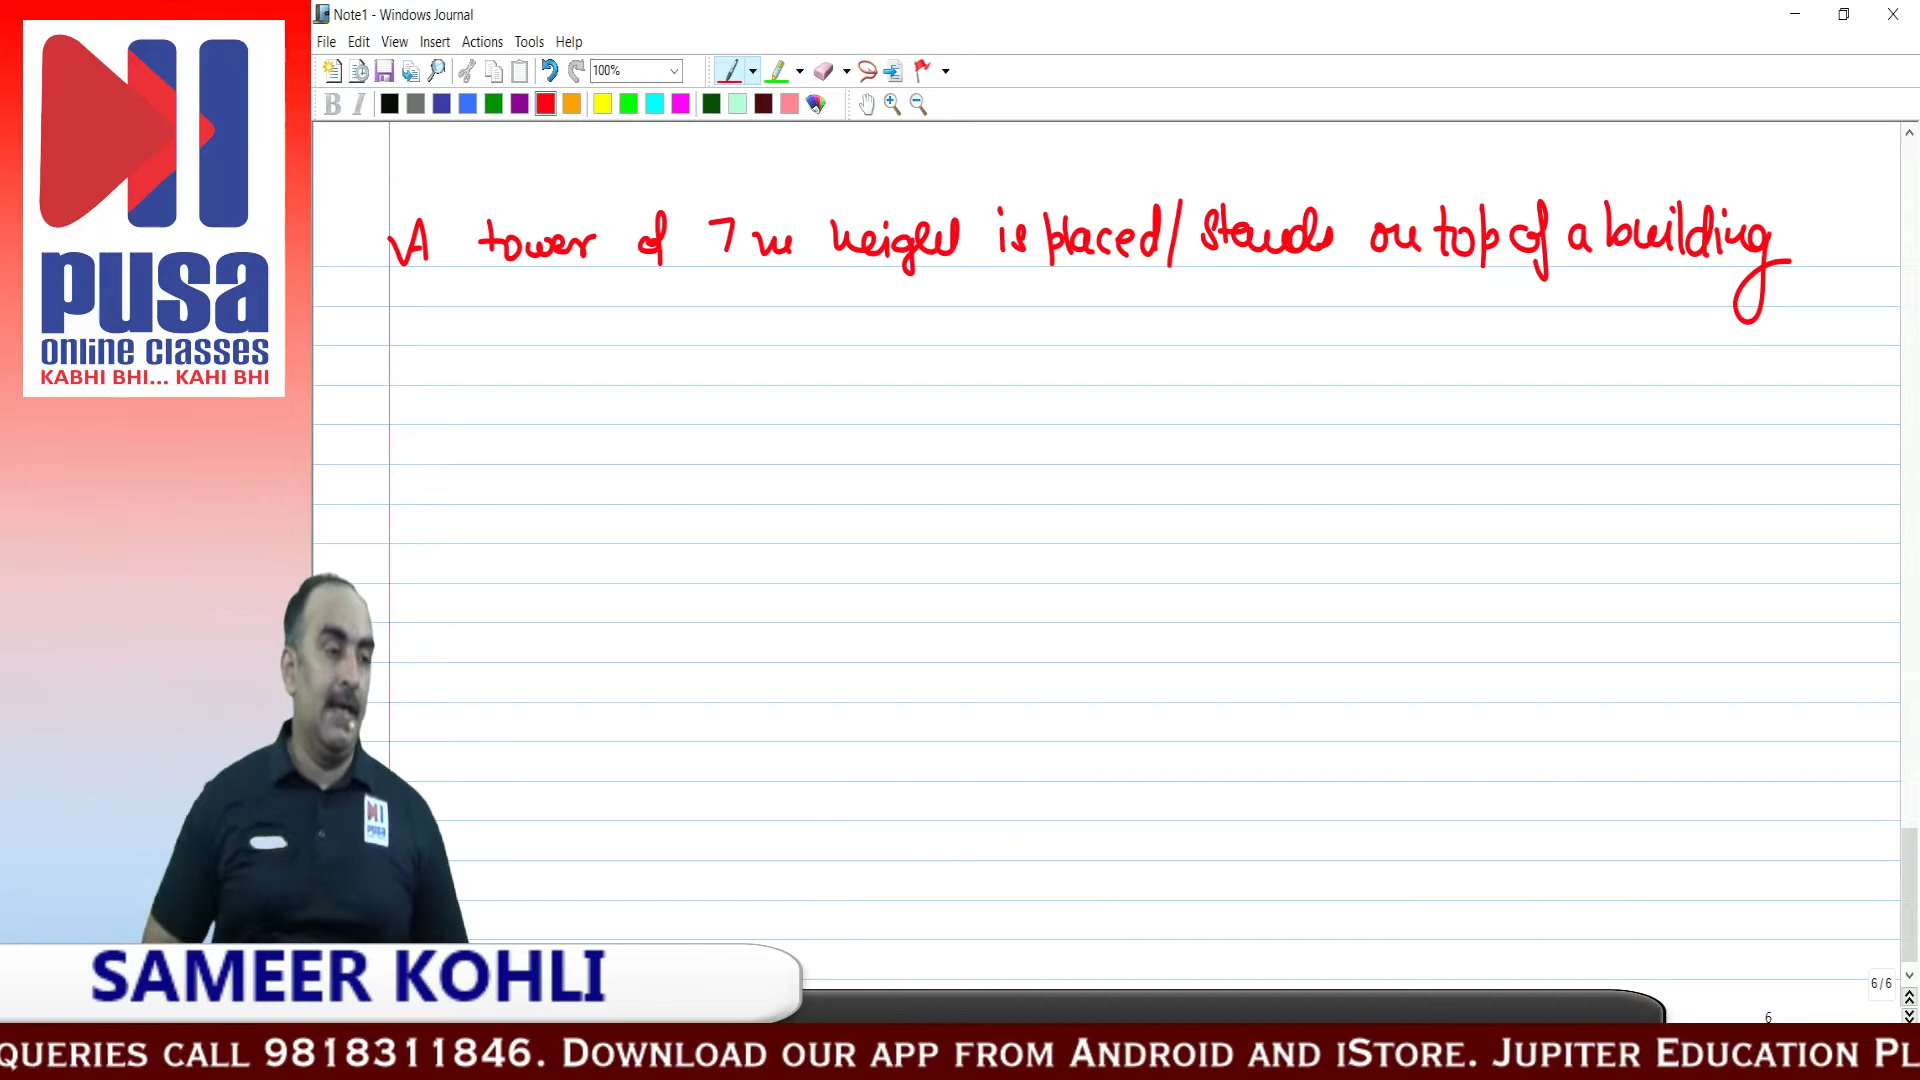 Note1 - Windows Journal
File Edit View Insert Actions Tools Help
100%
B I
PUSA
ONLINE CLASSES
KABHI BHI... KAHI BHI
A tower of 7 m height is placed/ stands on top of a building
PUSA
SAMEER KOHLI
6/6
6
QUERIES CALL 9818311846. DOWNLOAD OUR APP FROM ANDROID AND ISTORE. JUPITER EDUCATION PL